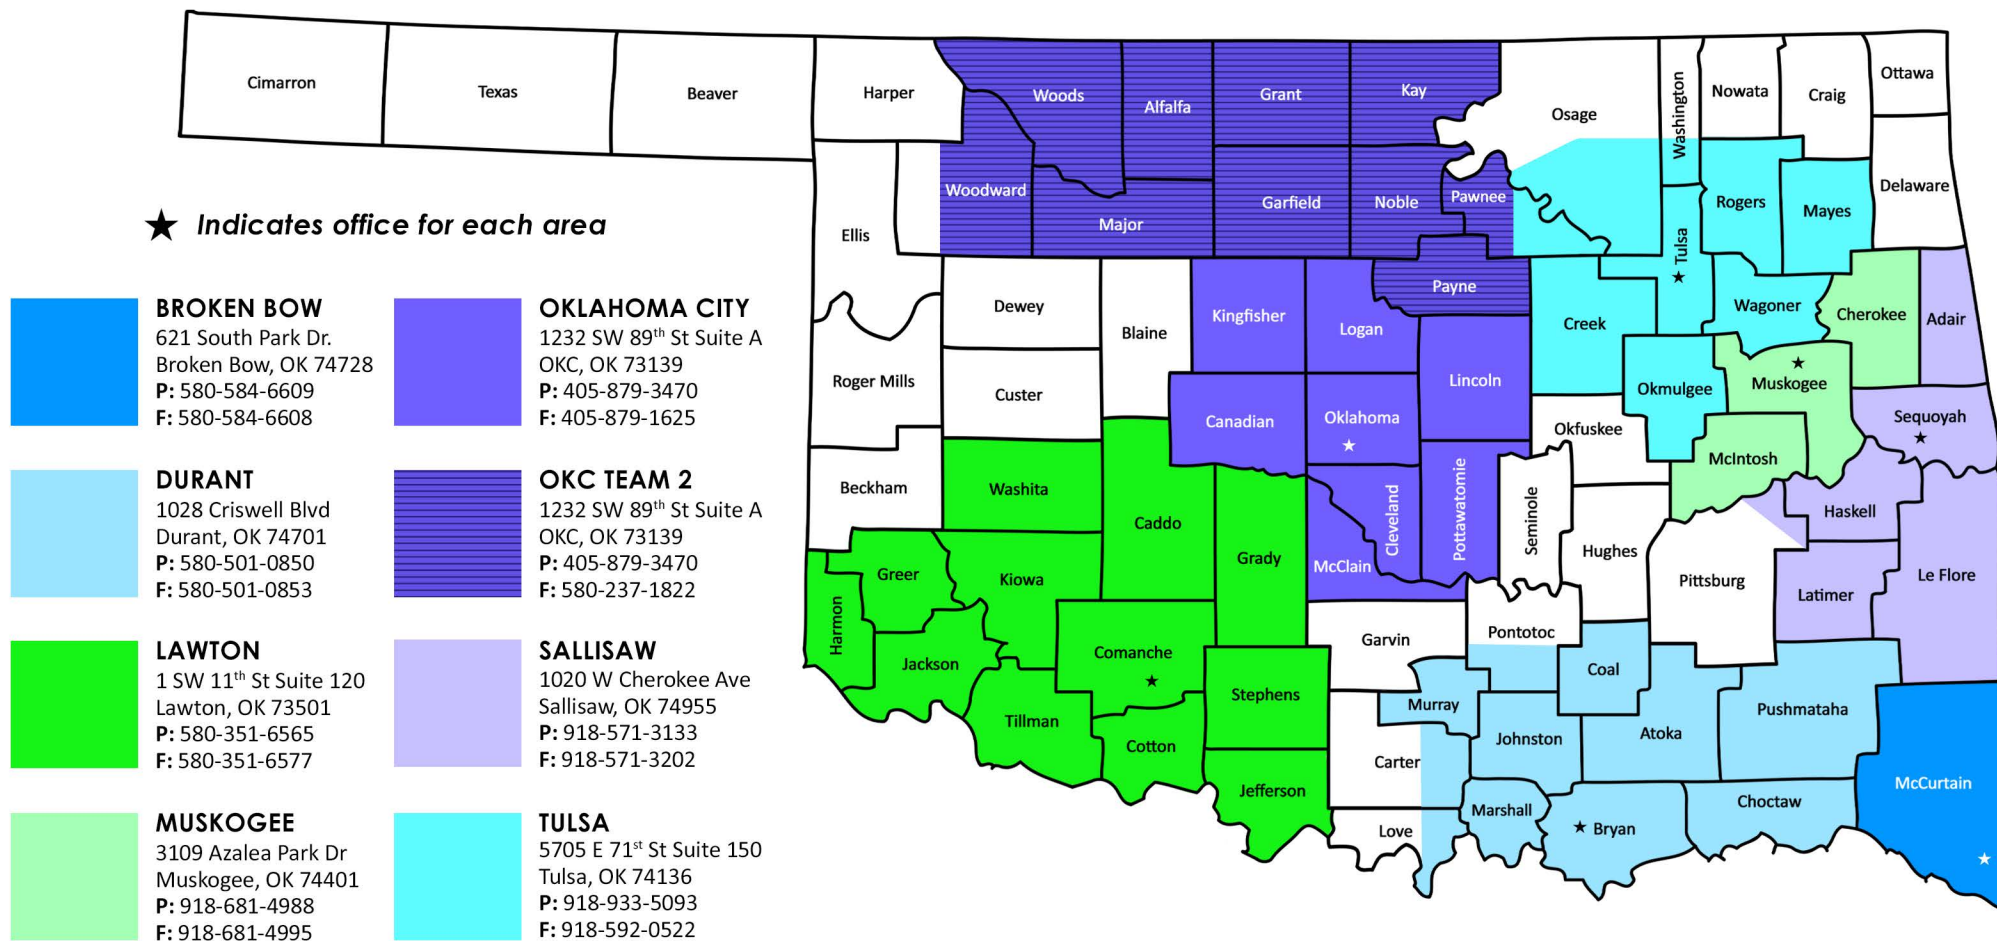 Indicates office for each area
BROKEN BOW
621 South Park Dr.
Broken Bow, OK 74728
P: 580-584-6609
F: 580-584-6608
DURANT
1028 Criswell Blvd
Durant, OK 74701
P: 580-501-0850
F: 580-501-0853
LAWTON
1 SW 11th St Suite 120
Lawton, OK 73501
P: 580-351-6565
F: 580-351-6577
MUSKOGEE
3109 Azalea Park Dr
Muskogee, OK 74401
P: 918-681-4988
F: 918-681-4995
OKLAHOMA CITY
1232 SW 89th St Suite A
OKC, OK 73139
P: 405-879-3470
F: 405-879-1625
OKC TEAM 2
1232 SW 89th St Suite A
OKC, OK 73139
P: 405-879-3470
F: 580-237-1822
SALLISAW
1020 W Cherokee Ave
Sallisaw, OK 74955
P: 918-571-3133
F: 918-571-3202
TULSA
5705 E 71st St Suite 150
Tulsa, OK 74136
P: 918-933-5093
F: 918-592-0522
Cimarron
Texas
Beaver
Harper
Woods
Alfalfa
Grant
Kay
Osage
Washington
Nowata
Craig
Ottawa
Ellis
Woodward
Major
Garfield
Noble
Pawnee
Rogers
Mayes
Delaware
Tulsa
Dewey
Blaine
Kingfisher
Logan
Payne
Creek
Wagoner
Cherokee
Adair
Roger Mills
Custer
Canadian
Oklahoma
Lincoln
Okfuskee
Okmulgee
Muskogee
Sequoyah
Beckham
Washita
Caddo
Grady
McClain
Cleveland
Pottawatomie
Seminole
Hughes
McIntosh
Haskell
Pittsburg
Latimer
Le Flore
Harmon
Greer
Kiowa
Jackson
Comanche
Tillman
Cotton
Stephens
Jefferson
Garvin
Pontotoc
Coal
Murray
Carter
Johnston
Atoka
Pushmataha
Love
Marshall
Bryan
Choctaw
McCurtain